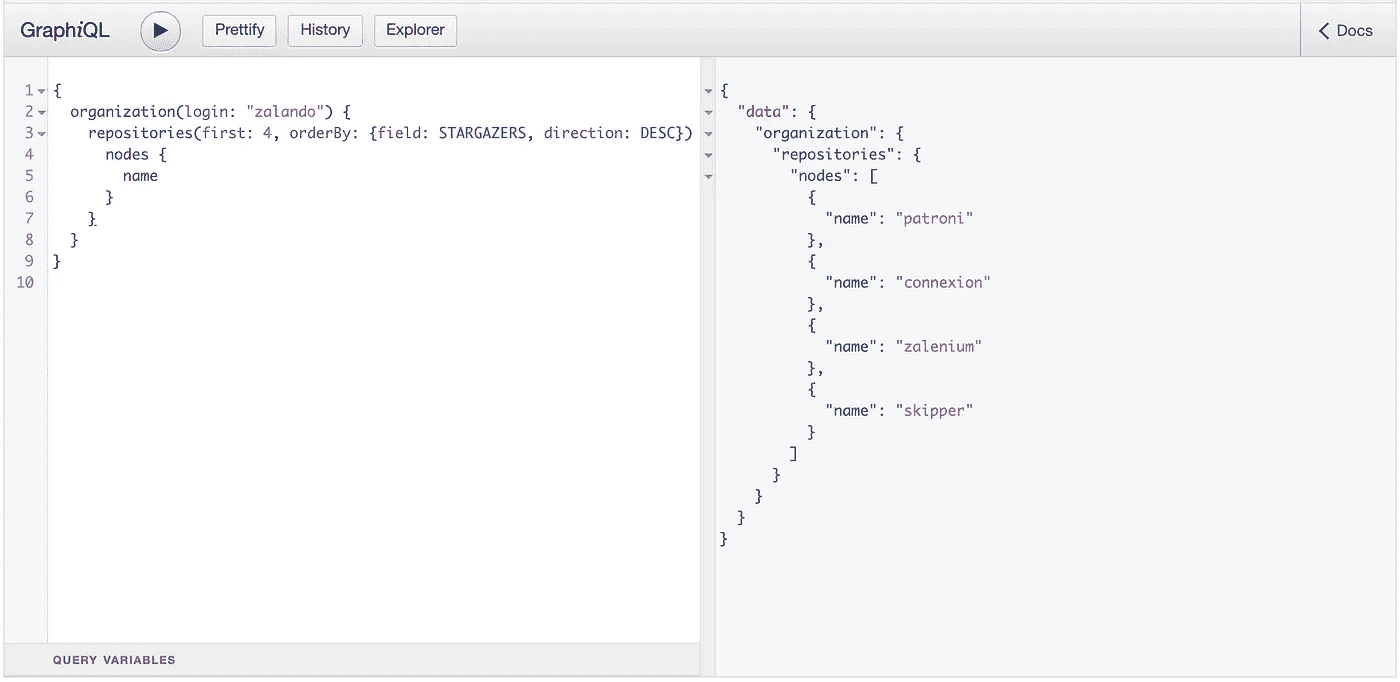 GraphiQL Prettify History Explorer Docs
1 {
2   organization(login: "zalando") {
3     repositories(first: 4, orderBy: {field: STARGAZERS, direction: DESC})
4       nodes {
5         name
6       }
7     }
8   }
9 }
10
{
  "data": {
    "organization": {
      "repositories": {
        "nodes": [
          {
            "name": "patroni"
          },
          {
            "name": "connexion"
          },
          {
            "name": "zalenium"
          },
          {
            "name": "skipper"
          }
        ]
      }
    }
  }
}
QUERY VARIABLES